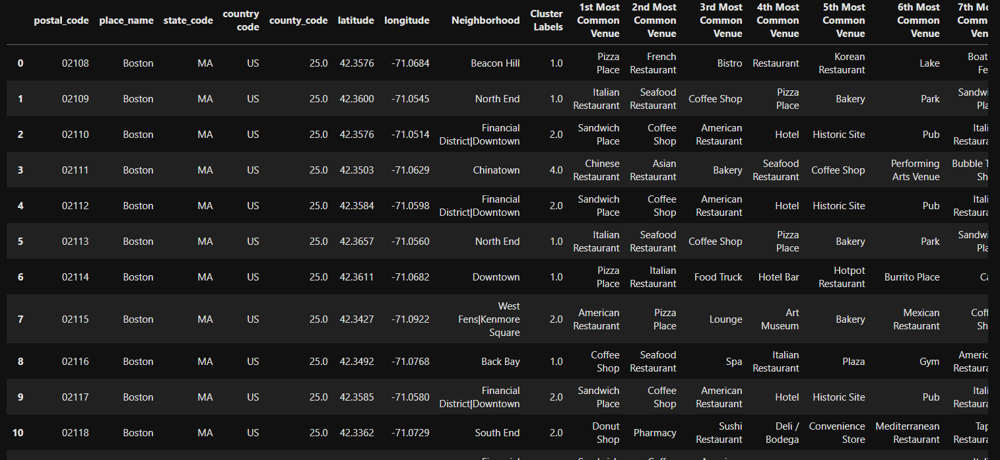 postal_code place_name state_code country code county_code latitude longitude Neighborhood Cluster Labels 1st Most Common Venue 2nd Most Common Venue 3rd Most Common Venue 4th Most Common Venue 5th Most Common Venue 6th Most Common Venue 7th
0 02108 Boston MA US 25.0 42.3576 -71.0684 Beacon Hill 1.0 Pizza Place French Restaurant Bistro Restaurant Korean Restaurant Lake Boat
1 02109 Boston MA US 25.0 42.3600 -71.0545 North End 1.0 Italian Restaurant Seafood Restaurant Coffee Shop Pizza Place Bakery Park
2 02110 Boston MA US 25.0 42.3576 -71.0514 Financial District|Downtown 2.0 Sandwich Place Coffee Shop American Restaurant Hotel Historic Site Pub
3 02111 Boston MA US 25.0 42.3503 -71.0629 Chinatown 4.0 Chinese Restaurant Asian Restaurant Bakery Seafood Restaurant Coffee Shop Performing Arts Venue Bubble
4 02112 Boston MA US 25.0 42.3584 -71.0598 Financial District|Downtown 2.0 Sandwich Place Coffee Shop American Restaurant Hotel Historic Site Pub
5 02113 Boston MA US 25.0 42.3657 -71.0560 North End 1.0 Italian Restaurant Seafood Restaurant Coffee Shop Pizza Place Bakery Park
6 02114 Boston MA US 25.0 42.3611 -71.0682 Downtown 1.0 Pizza Place Italian Restaurant Food Truck Hotel Bar Hotpot Restaurant Burrito Place
7 02115 Boston MA US 25.0 42.3427 -71.0922 West Fens|Kenmore Square 2.0 American Restaurant Pizza Place Lounge Art Museum Bakery Mexican Restaurant
8 02116 Boston MA US 25.0 42.3492 -71.0768 Back Bay 1.0 Coffee Shop Seafood Restaurant Spa Italian Restaurant Plaza Gym
9 02117 Boston MA US 25.0 42.3585 -71.0580 Financial District|Downtown 2.0 Sandwich Place Coffee Shop American Restaurant Hotel Historic Site Pub
10 02118 Boston MA US 25.0 42.3362 -71.0729 South End 2.0 Donut Shop Pharmacy Sushi Restaurant Deli / Bodega Convenience Store Mediterranean Restaurant